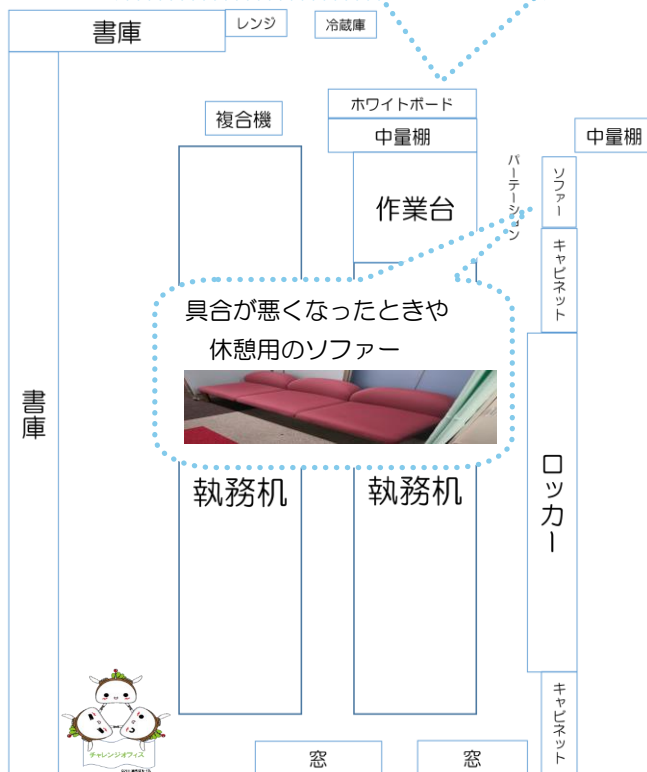 書庫
レンジ
冷蔵庫
複合機
ホワイトボード
中量棚
中量棚
作業台
パーテーション
ソファー
キャビネット
具合が悪くなったときや
休憩用のソファー
書庫
執務机
執務机
ロッカー
キャビネット
チャレンジオフィス
窓
窓